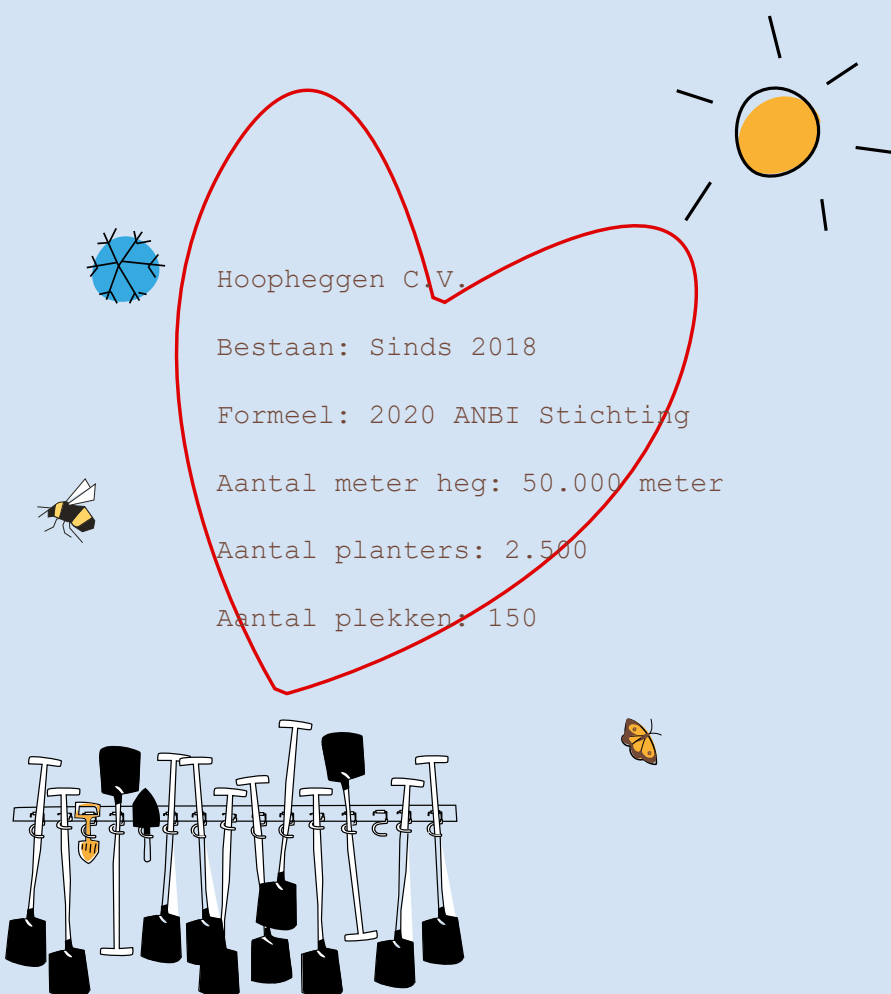 Hoopheggen C.V.
Bestaan: Sinds 2018
Formeel: 2020 ANBI Stichting
Aantal meter heg: 50.000 meter
Aantal planters: 2.500
Aantal plekken: 150